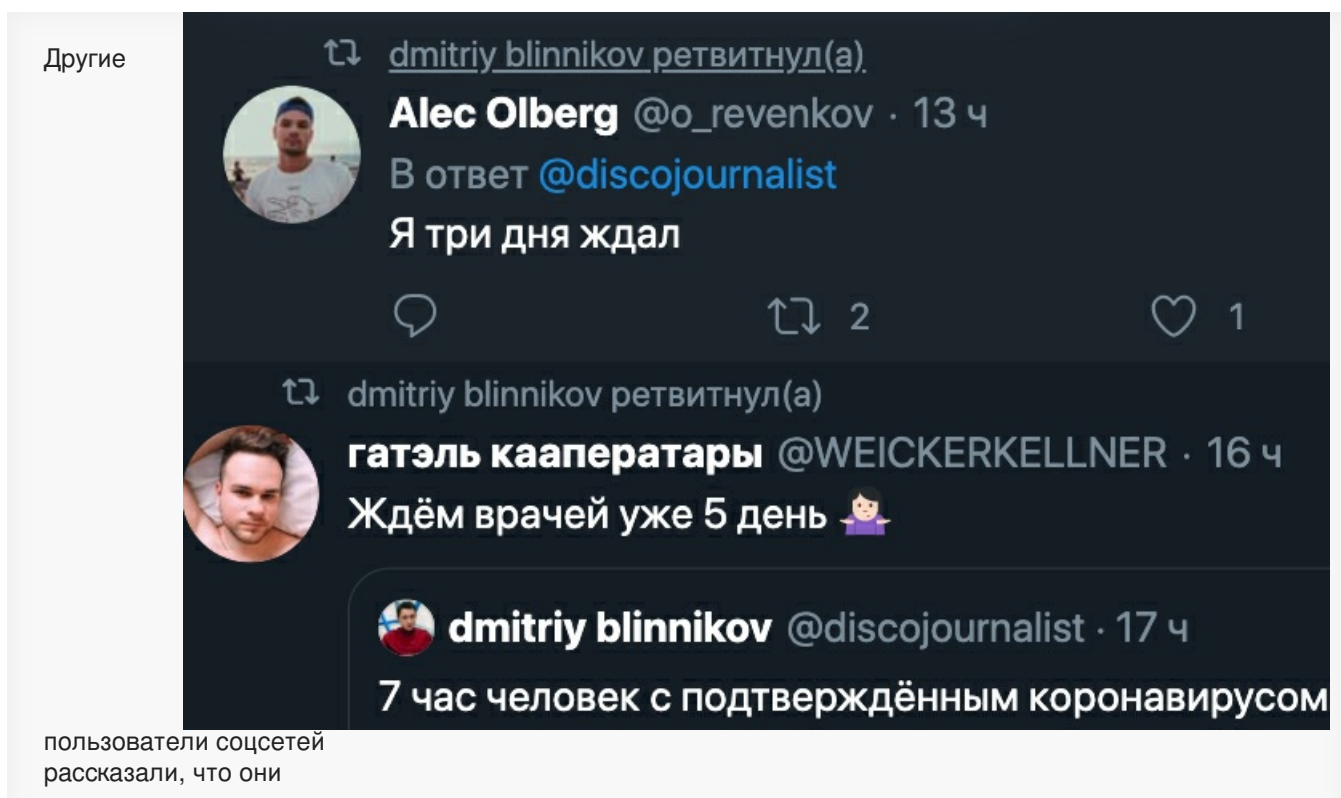 Другие
dmitriy blinnikov ретвитнул(а)
Alec Olberg @o_revenkov · 13 ч
В ответ @discojournalist
Я три дня ждал
2 1
dmitriy blinnikov ретвитнул(а)
гатэль кааператары @WEICKERKELLNER · 16 ч
Ждём врачей уже 5 день 🤷🏻‍♀️
dmitriy blinnikov @discojournalist · 17 ч
7 час человек с подтверждённым коронавирусом
пользователи соцсетей
рассказали, что они